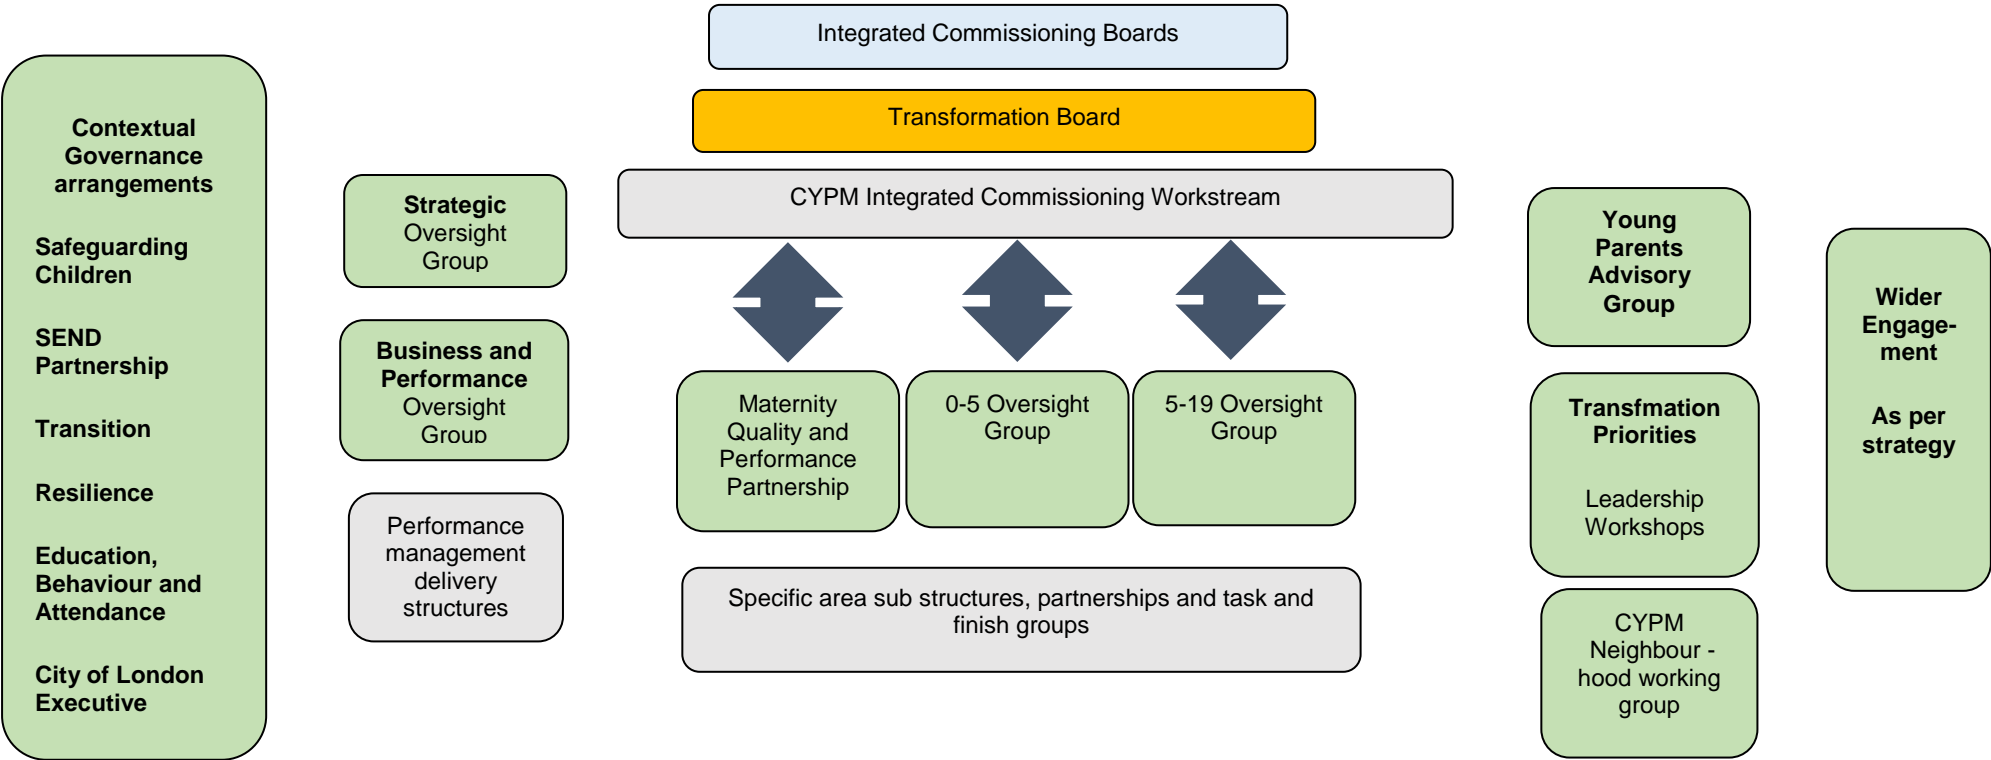 Integrated Commissioning Boards
Transformation Board
CYPM Integrated Commissioning Workstream
Contextual
Governance
arrangements
Safeguarding
Children
SEND
Partnership
Transition
Resilience
Education,
Behaviour and
Attendance
City of London
Executive
Strategic
Oversight
Group
Business and
Performance
Oversight
Group
Performance
management
delivery
structures
Maternity
Quality and
Performance
Partnership
0-5 Oversight
Group
5-19 Oversight
Group
Specific area sub structures, partnerships and task and
finish groups
Young
Parents
Advisory
Group
Transfmation
Priorities
Leadership
Workshops
CYPM
Neighbour -
hood working
group
Wider
Engage-
ment
As per
strategy